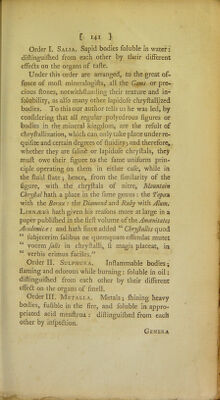 [ 141 ]
Order I. SALIA. Sapid bodies soluble in water:
distinguished from each other by their different
effects on the organs of taste.
Under this order are arranged, to the great of-
fence of most mineralogists, all the Gems or pre-
cious stones, notwithstanding their texture and in-
solubility, as also many other lapidose chrystallized
bodies. To this our author tells us he was led, by
considering that all regular polyedrous figures or
bodies in the mineral kingdom, are the result of
chrystallization, which can only take place under re-
quisite and certain degrees of fluidity; and therefore,
whether they are saline or lapidose chrystals, they
must owe their figure to the same uniform prin-
ciple operating on them in either case, while in
the fluid state; hence, from the similarity of the
figure, with the chrystals of nitre, Mountain
Chrystal hath a place in the same genus: the Topaz
with the Borax: the Diamond and Ruby with Alum.
LINNÆUS hath given his reasons more at large in a
paper published in the first volume of the Amœnitates
Academicæ: and hath since added “ Chrystallos quod
“ subjecerim salibus ne quemquam offendat mutet
“ vocem salis in chrystalli, si magis placeat, in
“ verbis erimus faciles.”
Order II. SULPHURA. Inflammable bodies;
flaming and odorous while burning: soluble in oil:
distinguished from each other by their different
effect on the organs of smell.
Order III. METALLA. Metals; shining heavy
bodies, fusible in the fire, and soluble in appro-
priated acid menstrua: distinguished from each
other by inspection.
GENERA